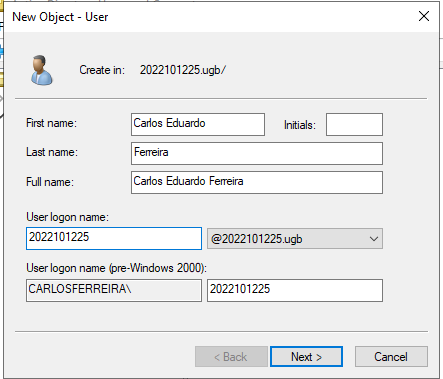 New Object - User
Create in: 2022101225.ugb/
First name: Carlos Eduardo Initials:
Last name: Ferreira
Full name: Carlos Eduardo Ferreira
User logon name:
2022101225 @2022101225.ugb
User logon name (pre-Windows 2000):
CARLOSFERREIRA\ 2022101225
< Back Next > Cancel